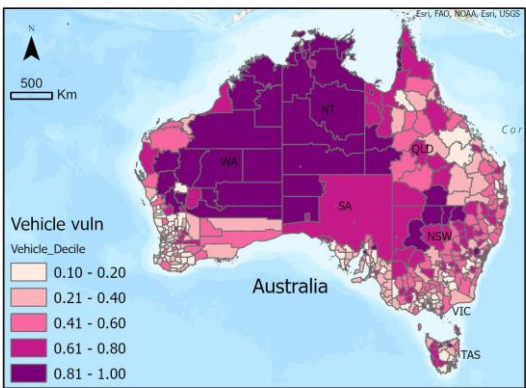 Esri, FAO, NOAA, Esri, USGS
N
500
Km
NT
Cor
QLD
WA
SA
NSW
Vehicle vuln
Vehicle_Decile
0.10 - 0.20
0.21 - 0.40
0.41 - 0.60
0.61 - 0.80
0.81 - 1.00
Australia
VIC
TAS